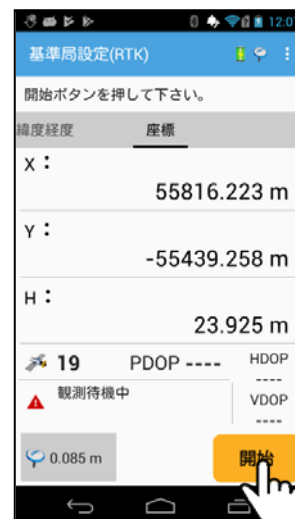 12:0
基準局設定(RTK)
開始ボタンを押して下さい。
緯度経度 座標
X：
55816.223 m
Y：
-55439.258 m
H：
23.925 m
19 PDOP ---- HDOP
----
観測待機中
VDOP
----
0.085 m 開始